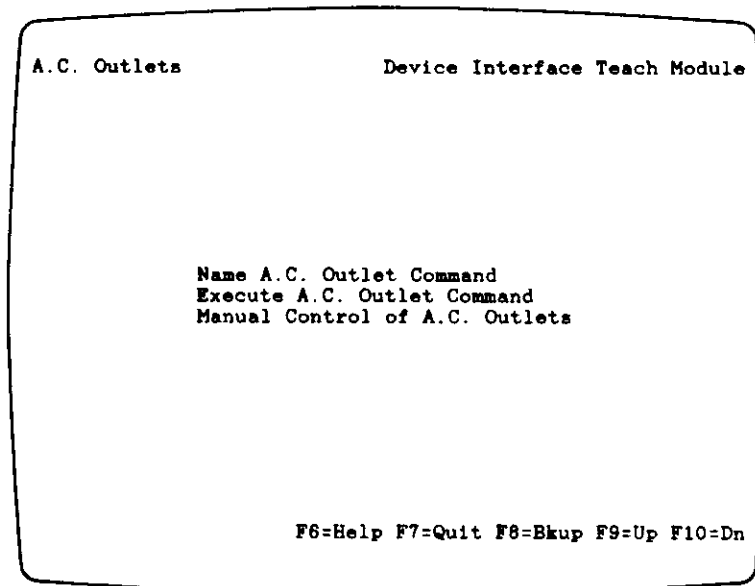 A.C. Outlets Device Interface Teach Module
Name A.C. Outlet Command
Execute A.C. Outlet Command
Manual Control of A.C. Outlets
F6=Help F7=Quit F8=Bkup F9=Up F10=Dn